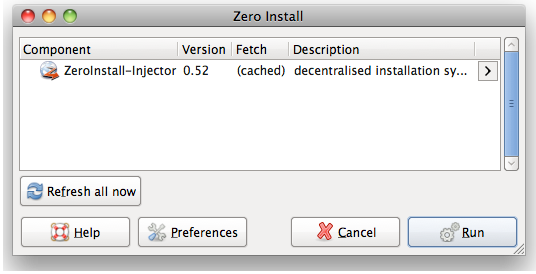 Zero Install
Component Version Fetch Description
ZeroInstall-Injector 0.52 (cached) decentralised installation sy...
Refresh all now
Help Preferences Cancel Run